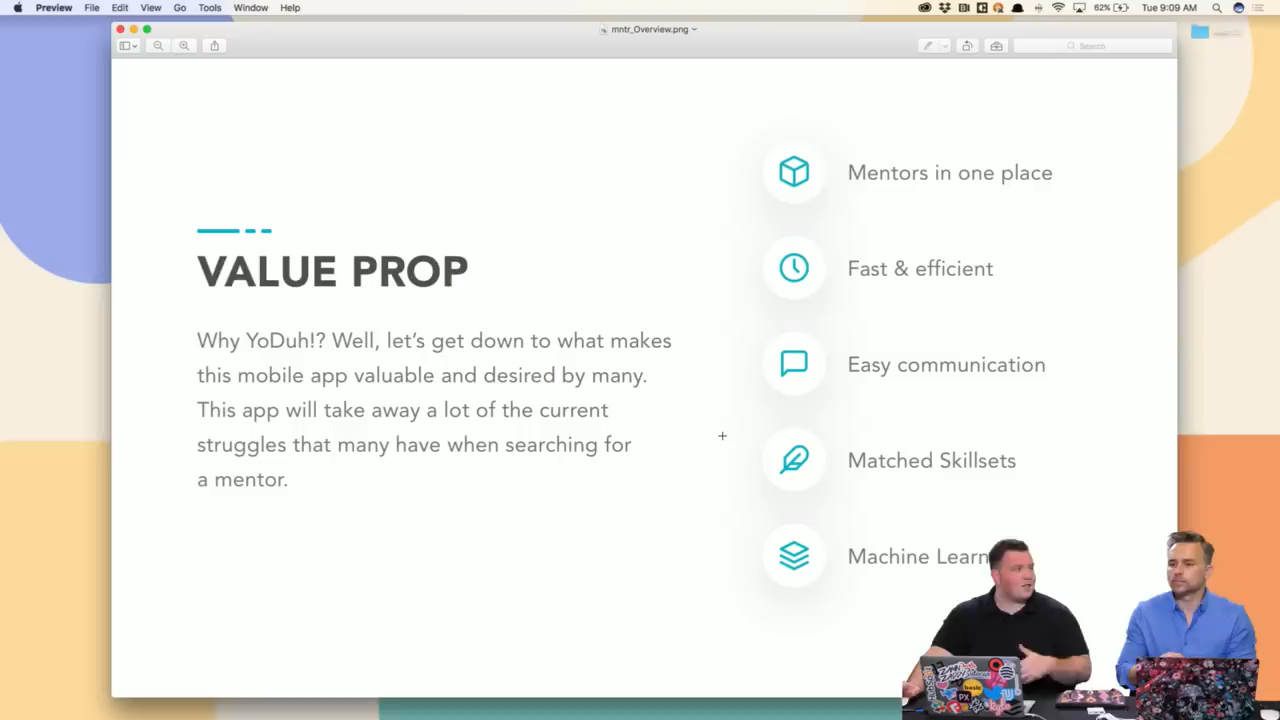 Preview File Edit View Go Tools Window Help
62% Tue 9:09 AM
mntr_Overview.png
Search
VALUE PROP
Why YoDuh!? Well, let's get down to what makes
this mobile app valuable and desired by many.
This app will take away a lot of the current
struggles that many have when searching for
a mentor.
Mentors in one place
Fast & efficient
Easy communication
Matched Skillsets
Machine Learn
basic
PX